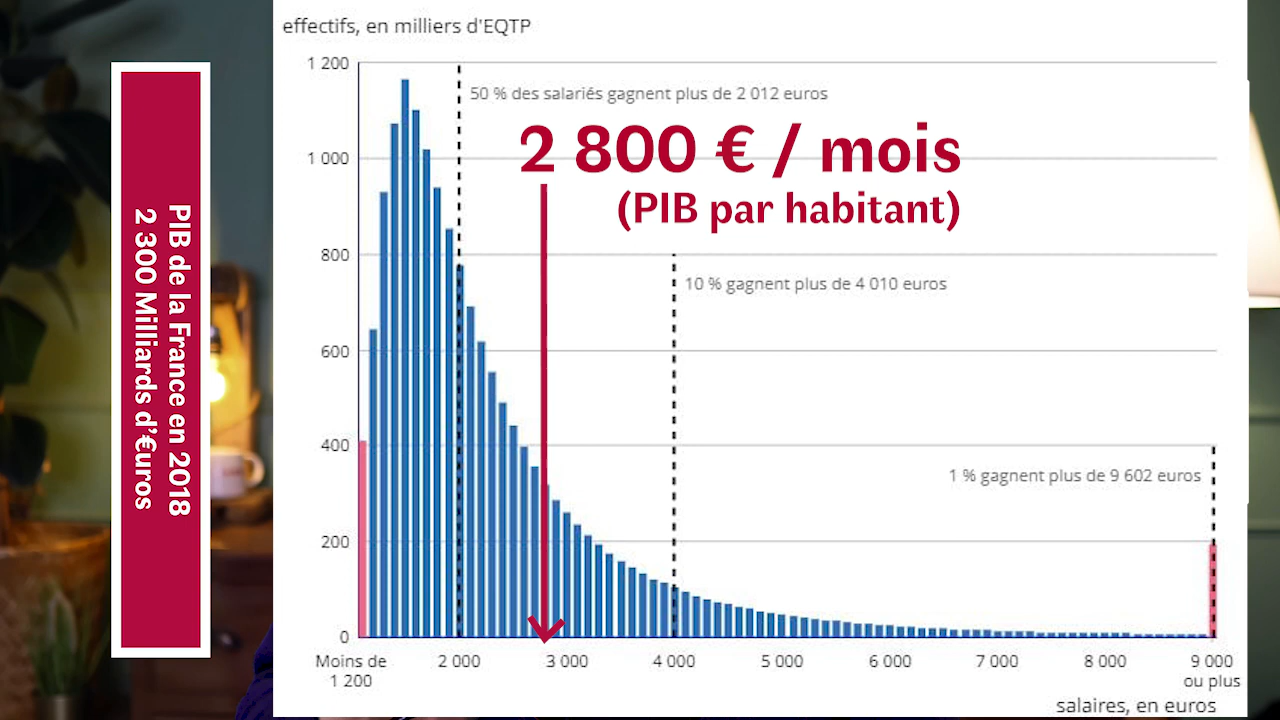 PIB de la France en 2018
2 300 Milliards d'€uros
effectifs, en milliers d'EQTP
1 200
50 % des salariés gagnent plus de 2 012 euros
2 800 € / mois
1 000
(PIB par habitant)
800
10 % gagnent plus de 4 010 euros
600
400
1 % gagnent plus de 9 602 euros
200
0
Moins de 2 000 3 000 4 000 5 000 6 000 7 000 8 000 9 000
1 200 ou plus
salaires, en euros